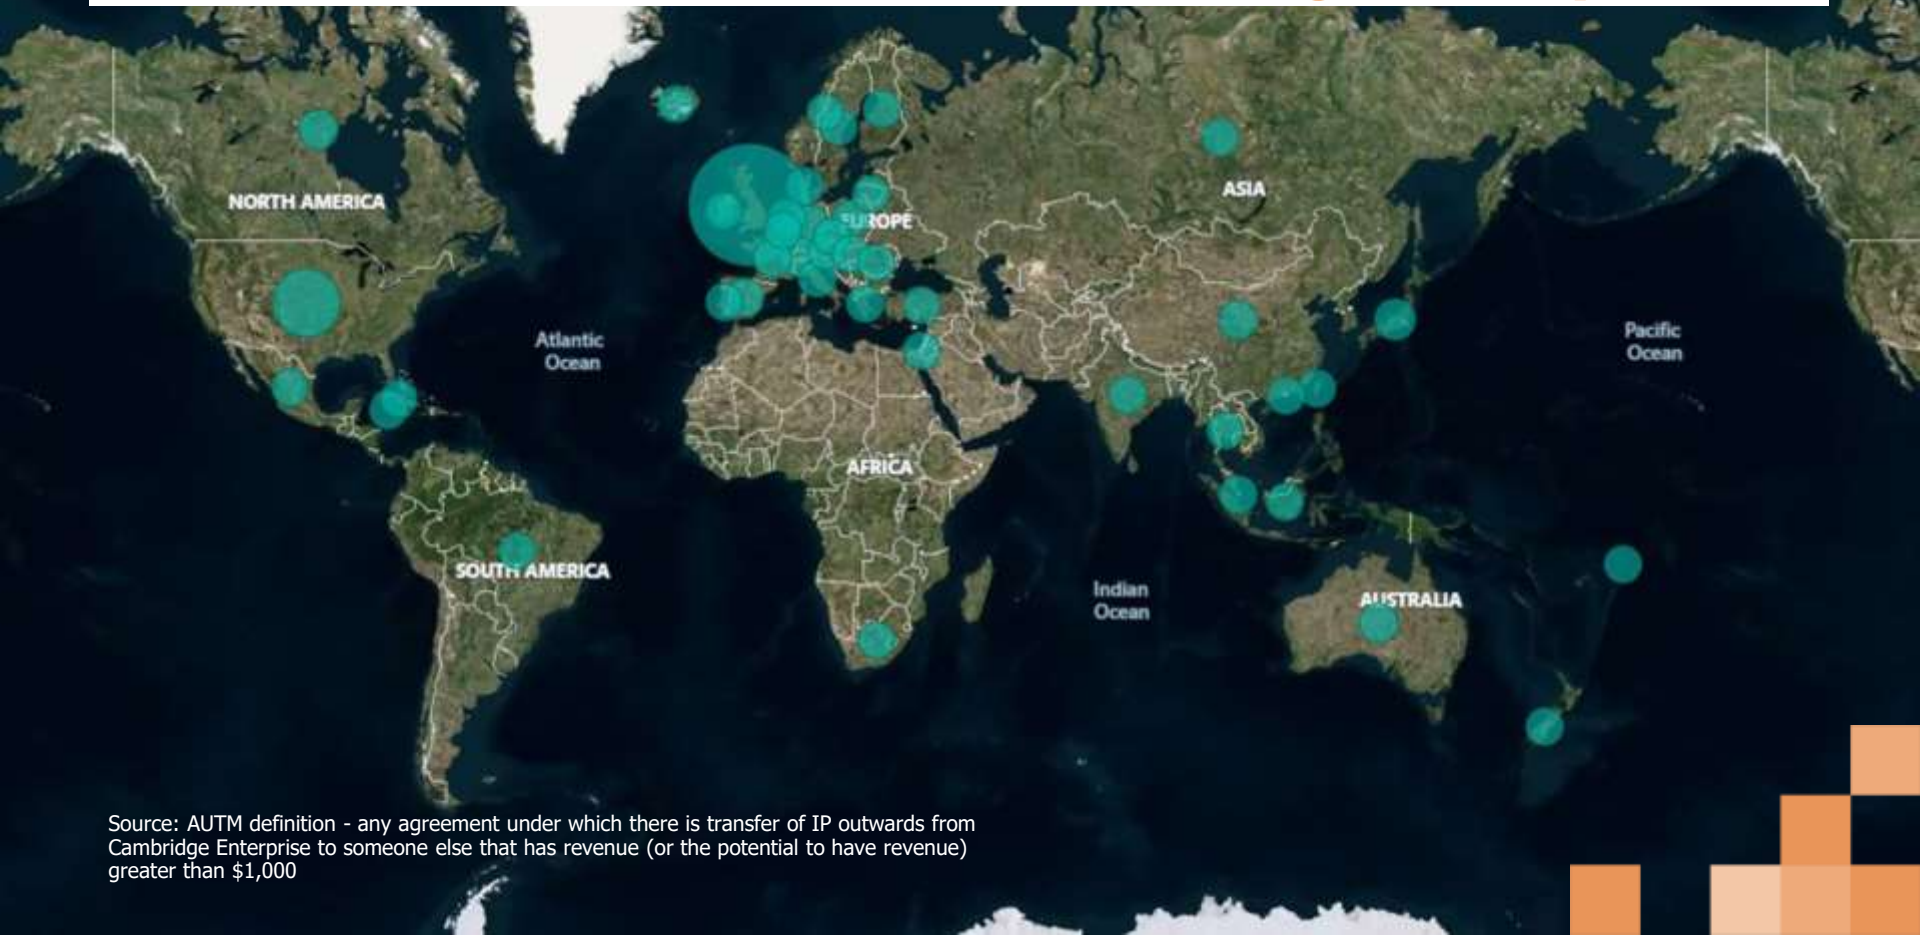 ASIA
NORTH AMERICA
EUROPE
Atlantic
Ocean
Pacific
Ocean
AFRICA
SOUTH AMERICA
Indian
Ocean
AUSTRALIA
Source: AUTM definition - any agreement under which there is transfer of IP outwards from
Cambridge Enterprise to someone else that has revenue (or the potential to have revenue)
greater than $1,000